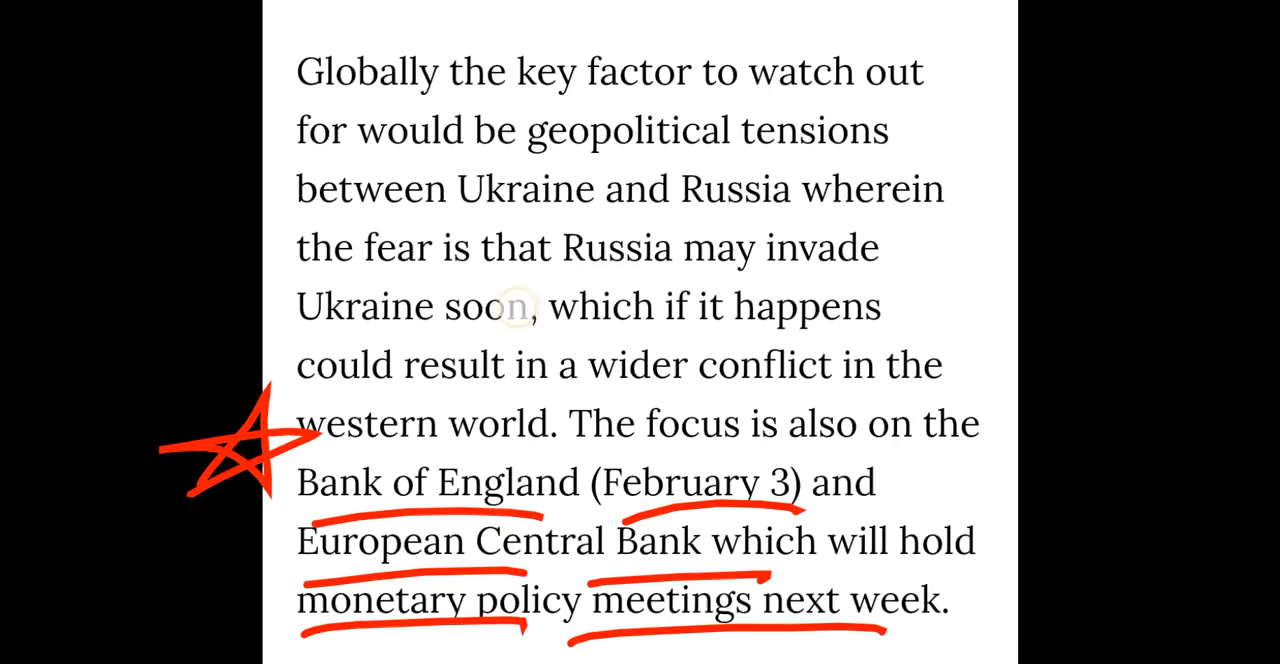 Globally the key factor to watch out
for would be geopolitical tensions
between Ukraine and Russia wherein
the fear is that Russia may invade
Ukraine soon, which if it happens
could result in a wider conflict in the
western world. The focus is also on the
Bank of England (February 3) and
European Central Bank which will hold
monetary policy meetings next week.